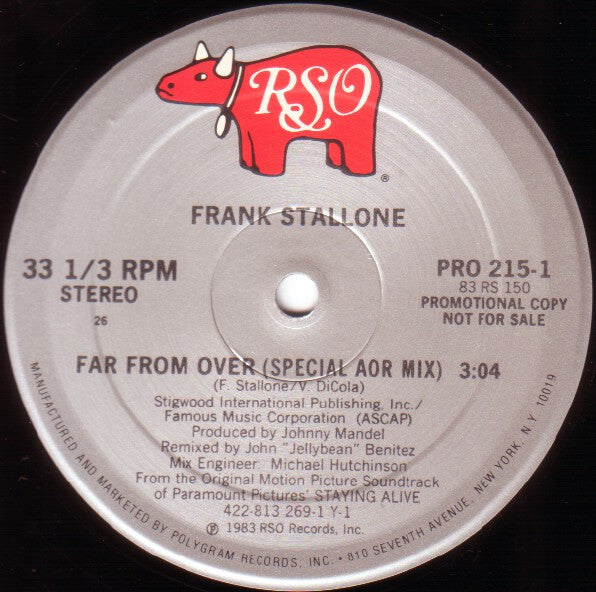 RSO
®
FRANK STALLONE
33 1/3 RPM
STEREO
26
PRO 215-1
83 RS 150
PROMOTIONAL COPY
NOT FOR SALE
FAR FROM OVER (SPECIAL AOR MIX) 3:04
(F. Stallone/V. DiCola)
Stigwood International Publishing, Inc./
Famous Music Corporation (ASCAP)
Produced by Johnny Mandel
Remixed by John "Jellybean" Benitez
Mix Engineer: Michael Hutchinson
From the Original Motion Picture Soundtrack
of Paramount Pictures' STAYING ALIVE
422-813 269-1 Y-1
℗ 1983 RSO Records, Inc.
MANUFACTURED AND MARKETED BY POLYGRAM RECORDS, INC. • 810 SEVENTH AVENUE, NEW YORK, N.Y. 10019